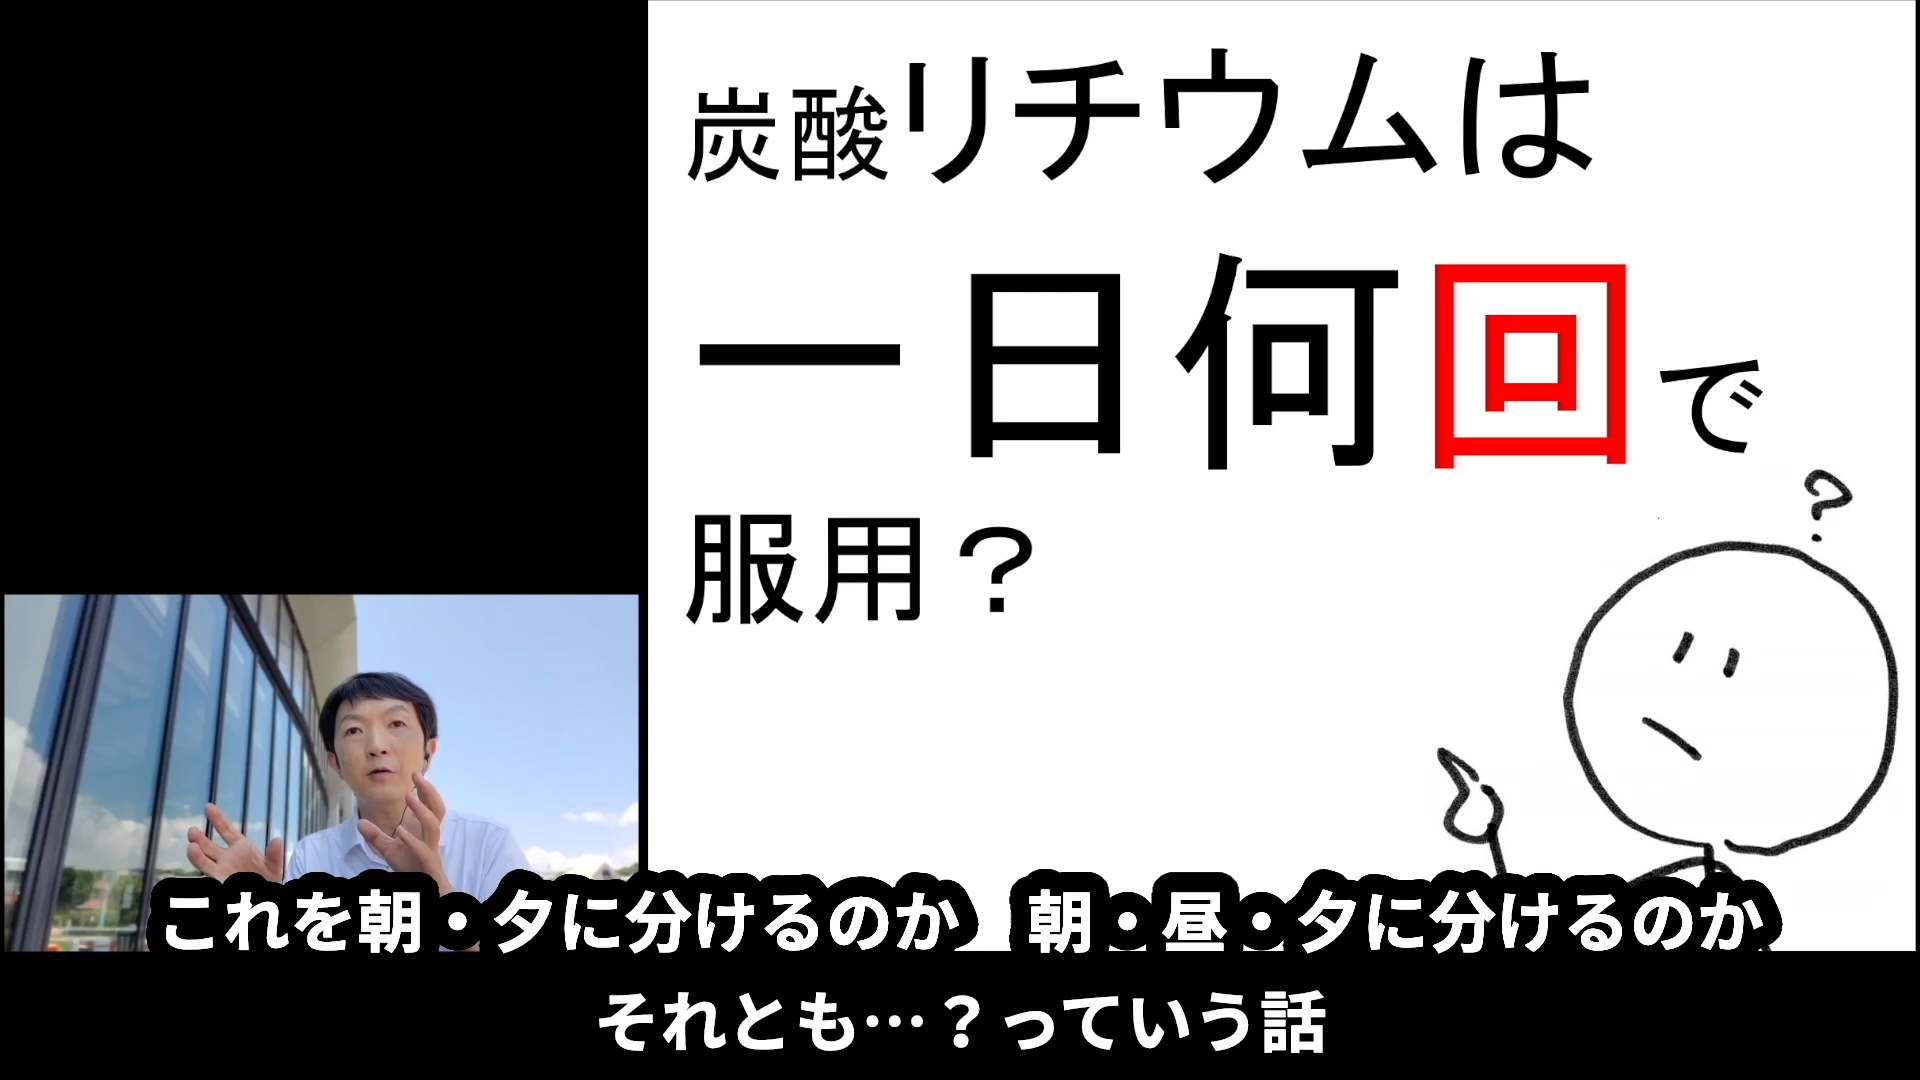 炭酸リチウムは
一日何回で
服用？
?
これを朝・夕に分けるのか　朝・昼・夕に分けるのか
それとも…？っていう話